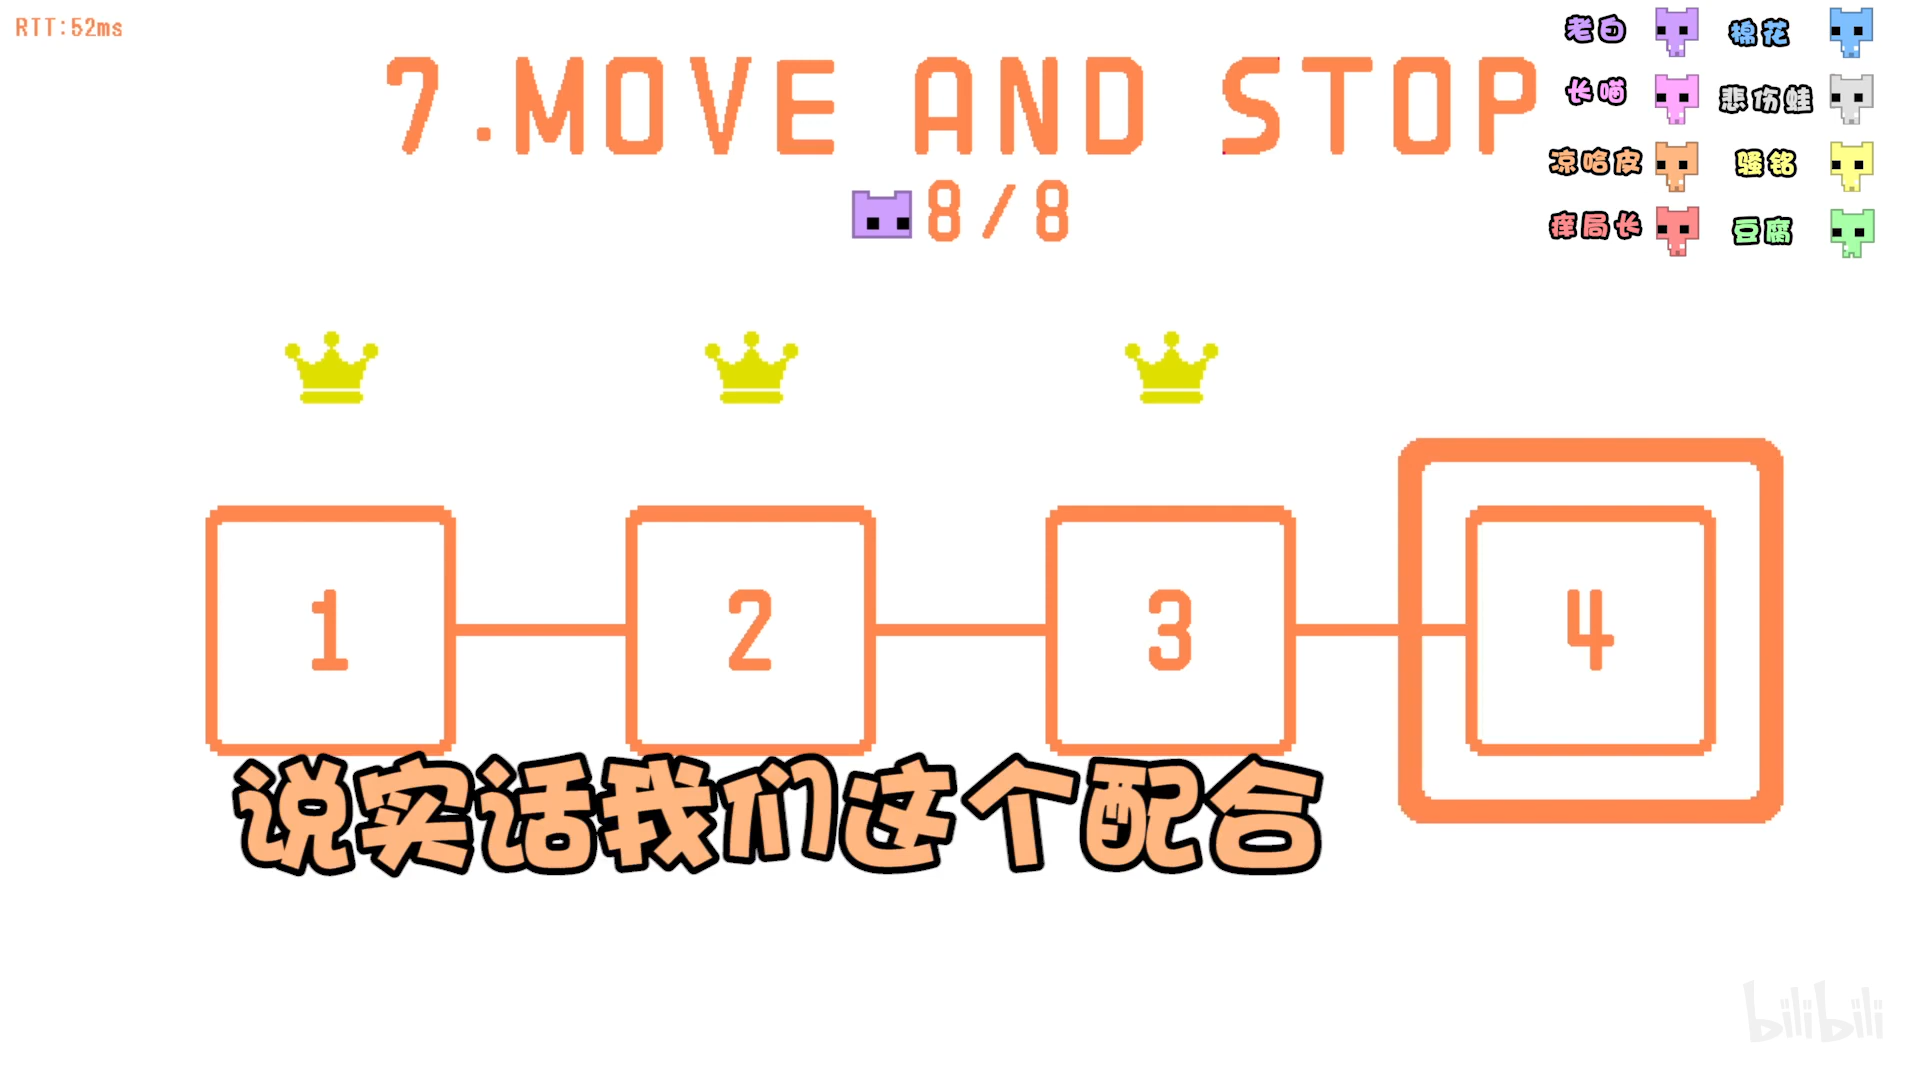 RTT:52ms
7.MOVE AND STOP
8/8
老白
棉花
长喵
悲伤蛙
凉哈皮
骚铭
痒局长
豆腐
1
2
3
4
说实话我们这个配合
bilibili